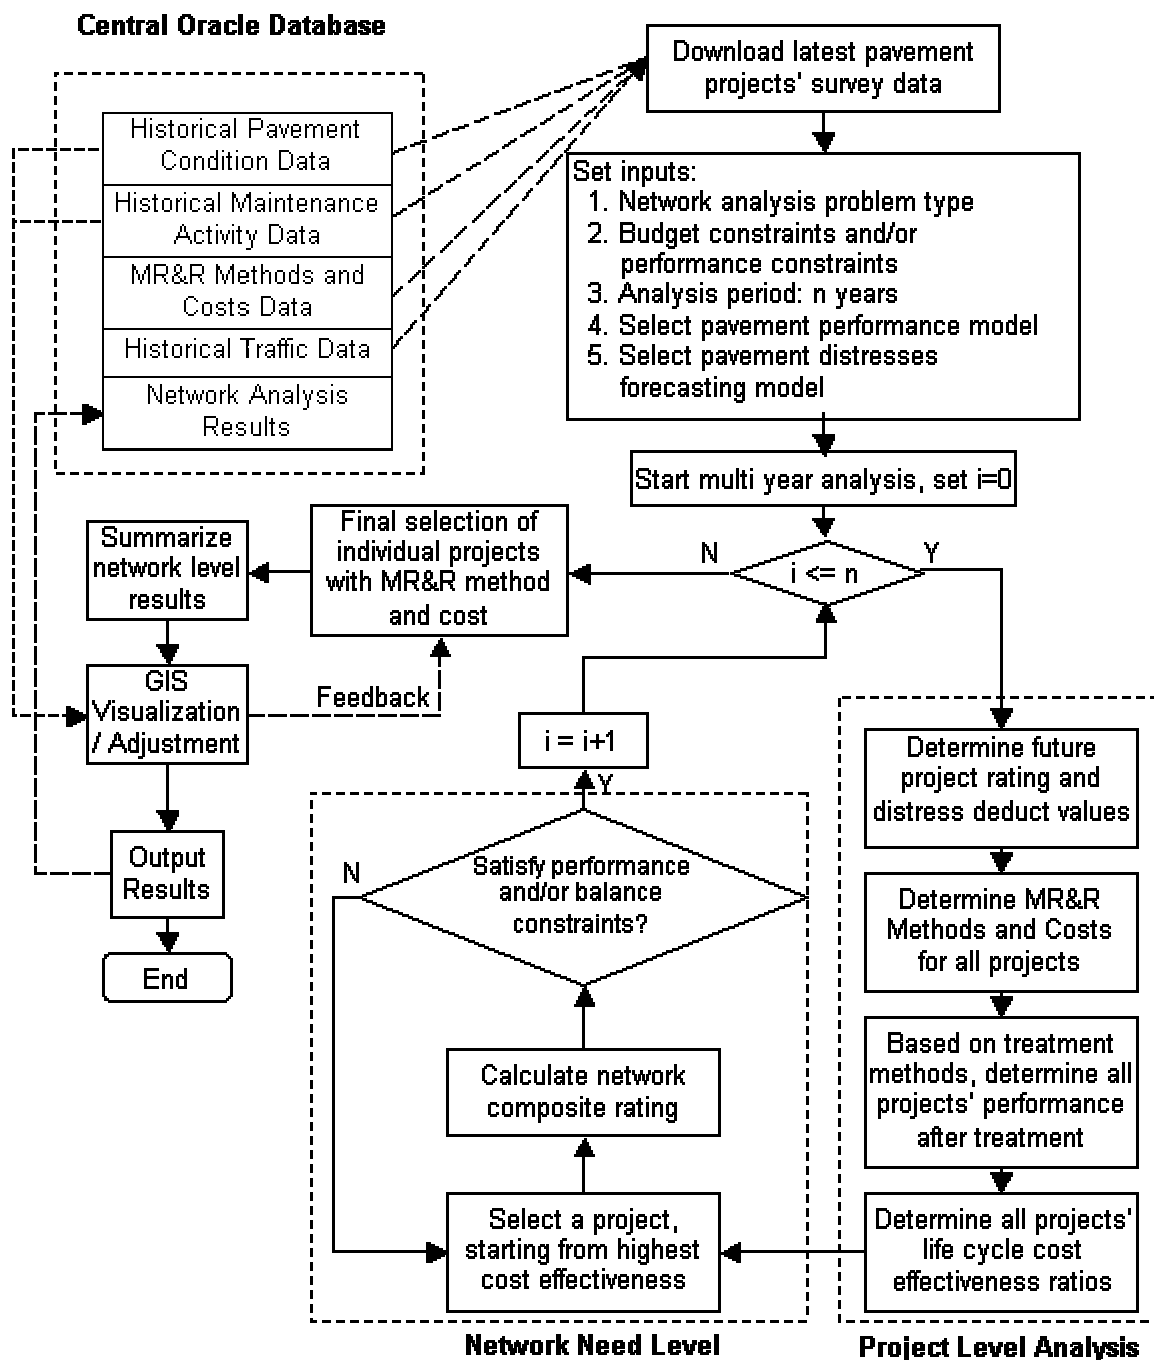 Central Oracle Database
Historical Pavement
Condition Data
Historical Maintenance
Activity Data
MR&R Methods and
Costs Data
Historical Traffic Data
Network Analysis
Results
Download latest pavement
projects' survey data
Set inputs:
1. Network analysis problem type
2. Budget constraints and/or
performance constraints
3. Analysis period: n years
4. Select pavement performance model
5. Select pavement distresses
forecasting model
Start multi year analysis, set i=0
N
i <= n
Y
Final selection of
individual projects
with MR&R method
and cost
Summarize
network level
results
GIS
Visualization
/ Adjustment
Feedback
Output
Results
End
i = i+1
Y
N
Satisfy performance
and/or balance
constraints?
Calculate network
composite rating
Select a project,
starting from highest
cost effectiveness
Network Need Level
Determine future
project rating and
distress deduct values
Determine MR&R
Methods and Costs
for all projects
Based on treatment
methods, determine all
projects' performance
after treatment
Determine all projects'
life cycle cost
effectiveness ratios
Project Level Analysis